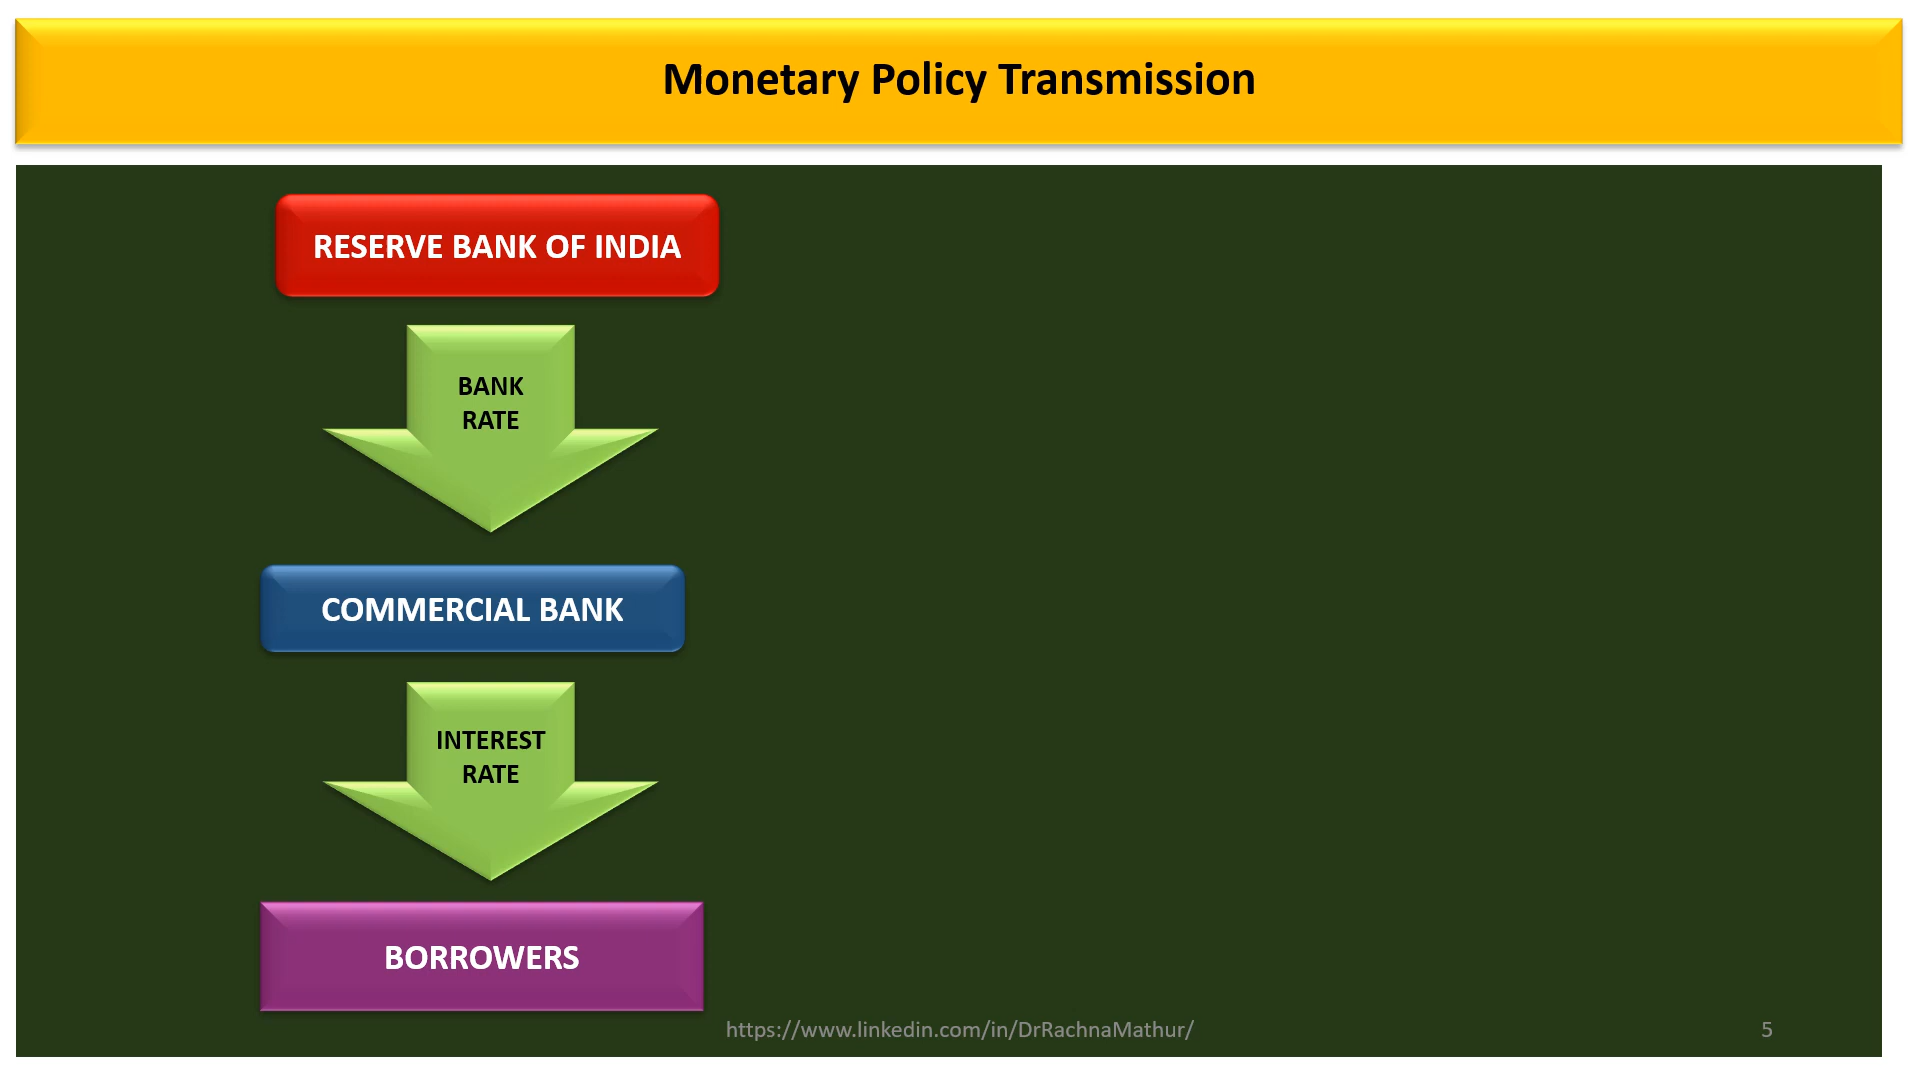 Monetary Policy Transmission
RESERVE BANK OF INDIA
BANK
RATE
COMMERCIAL BANK
INTEREST
RATE
BORROWERS
https://www.linkedin.com/in/DrRachnaMathur/
5